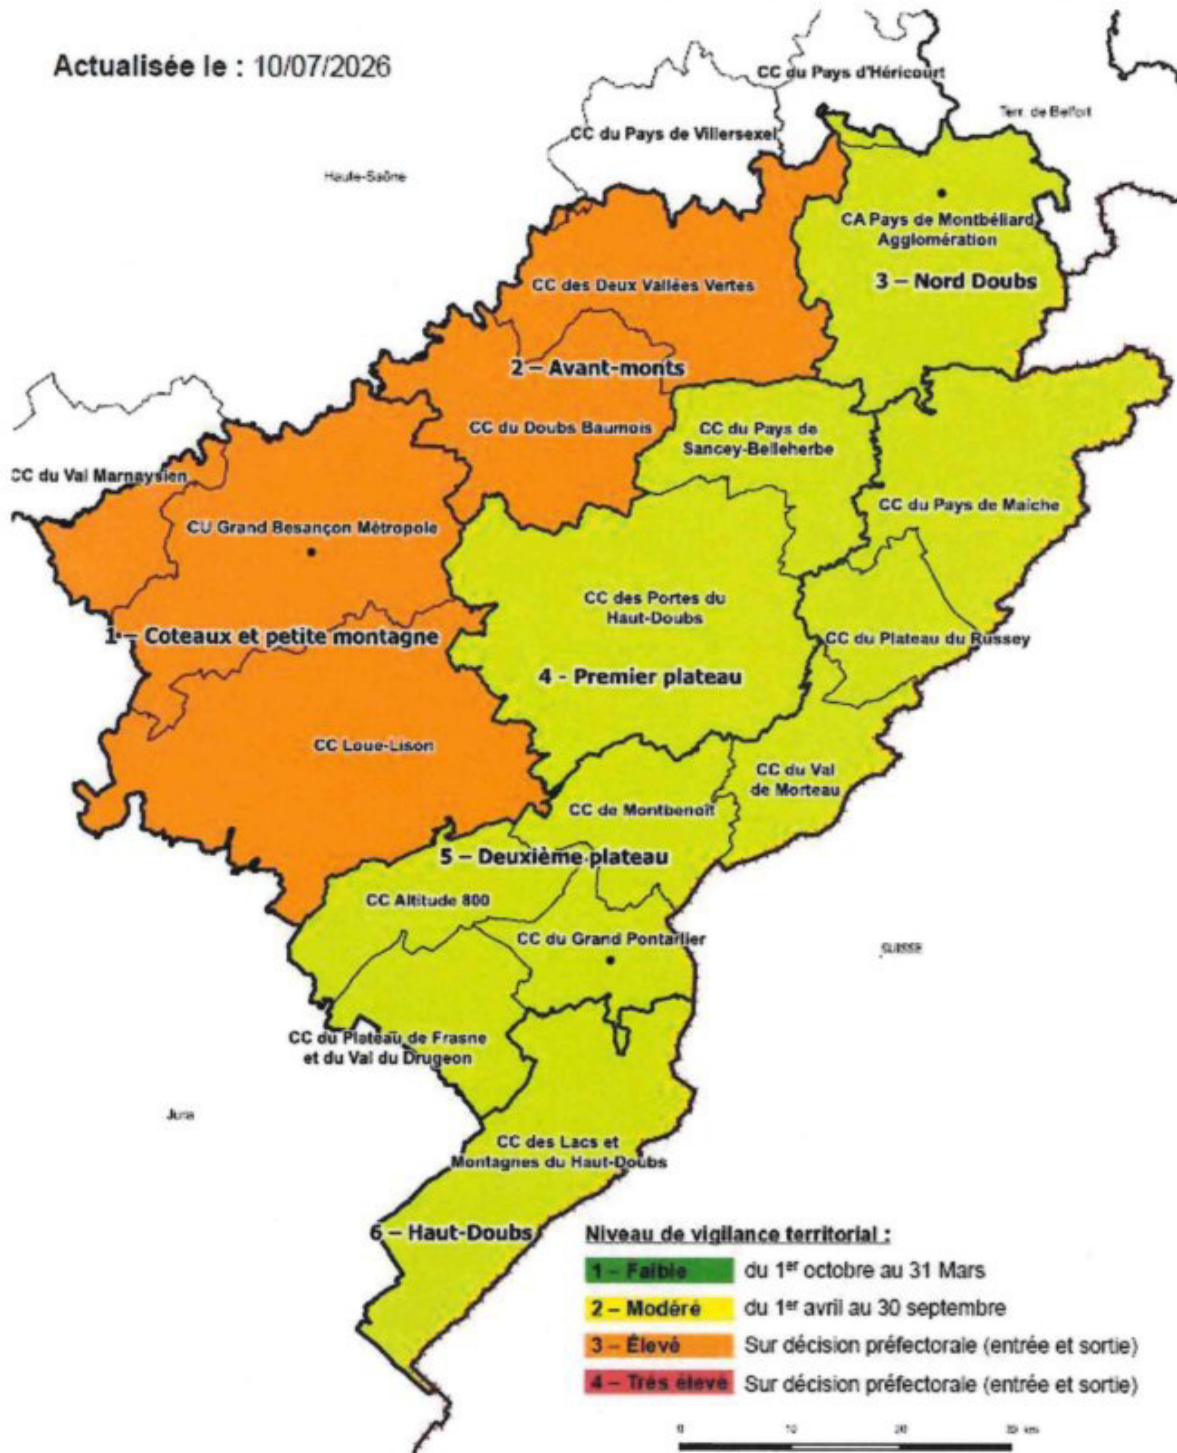 Actualisée le : 10/07/2026
CC du Pays d'Héricourt
Terr. de Belfort
CC du Pays de Villersexel
Haute-Saône
CA Pays de Montbéliard
Agglomération
3 – Nord Doubs
CC des Deux Vallées Vertes
2 – Avant-monts
CC du Doubs Baumois
CC du Pays de
Sancey-Belleherbe
CC du Val Marnaysien
CC du Pays de Maîche
CU Grand Besançon Métropole
CC des Portes du
Haut-Doubs
1 – Coteaux et petite montagne
CC du Plateau du Russey
4 - Premier plateau
CC Loue-Lison
CC du Val
de Morteau
CC de Montbenoît
5 – Deuxième plateau
CC Altitude 800
CC du Grand Pontarlier
SUISSE
CC du Plateau de Frasne
et du Val du Drugeon
Jura
CC des Lacs et
Montagnes du Haut-Doubs
6 – Haut-Doubs
Niveau de vigilance territorial :
1 – Faible du 1er octobre au 31 Mars
2 – Modéré du 1er avril au 30 septembre
3 – Élevé Sur décision préfectorale (entrée et sortie)
4 – Très élevé Sur décision préfectorale (entrée et sortie)
0 10 20 30 km